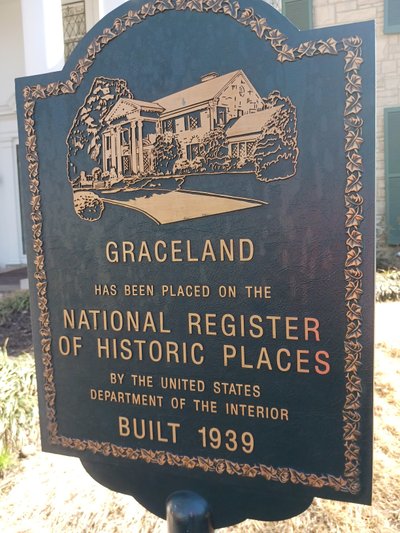 GRACELAND
HAS BEEN PLACED ON THE
NATIONAL REGISTER
OF HISTORIC PLACES
BY THE UNITED STATES
DEPARTMENT OF THE INTERIOR
BUILT 1939